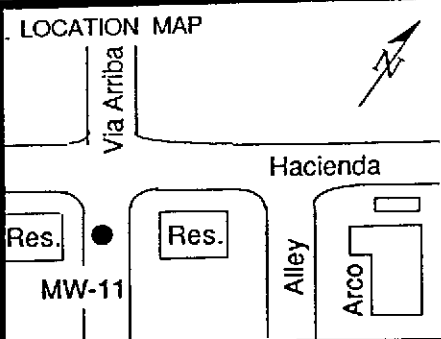 . LOCATION MAP
N
Via Arriba
Hacienda
Res.
Res.
MW-11
Alley
Arco